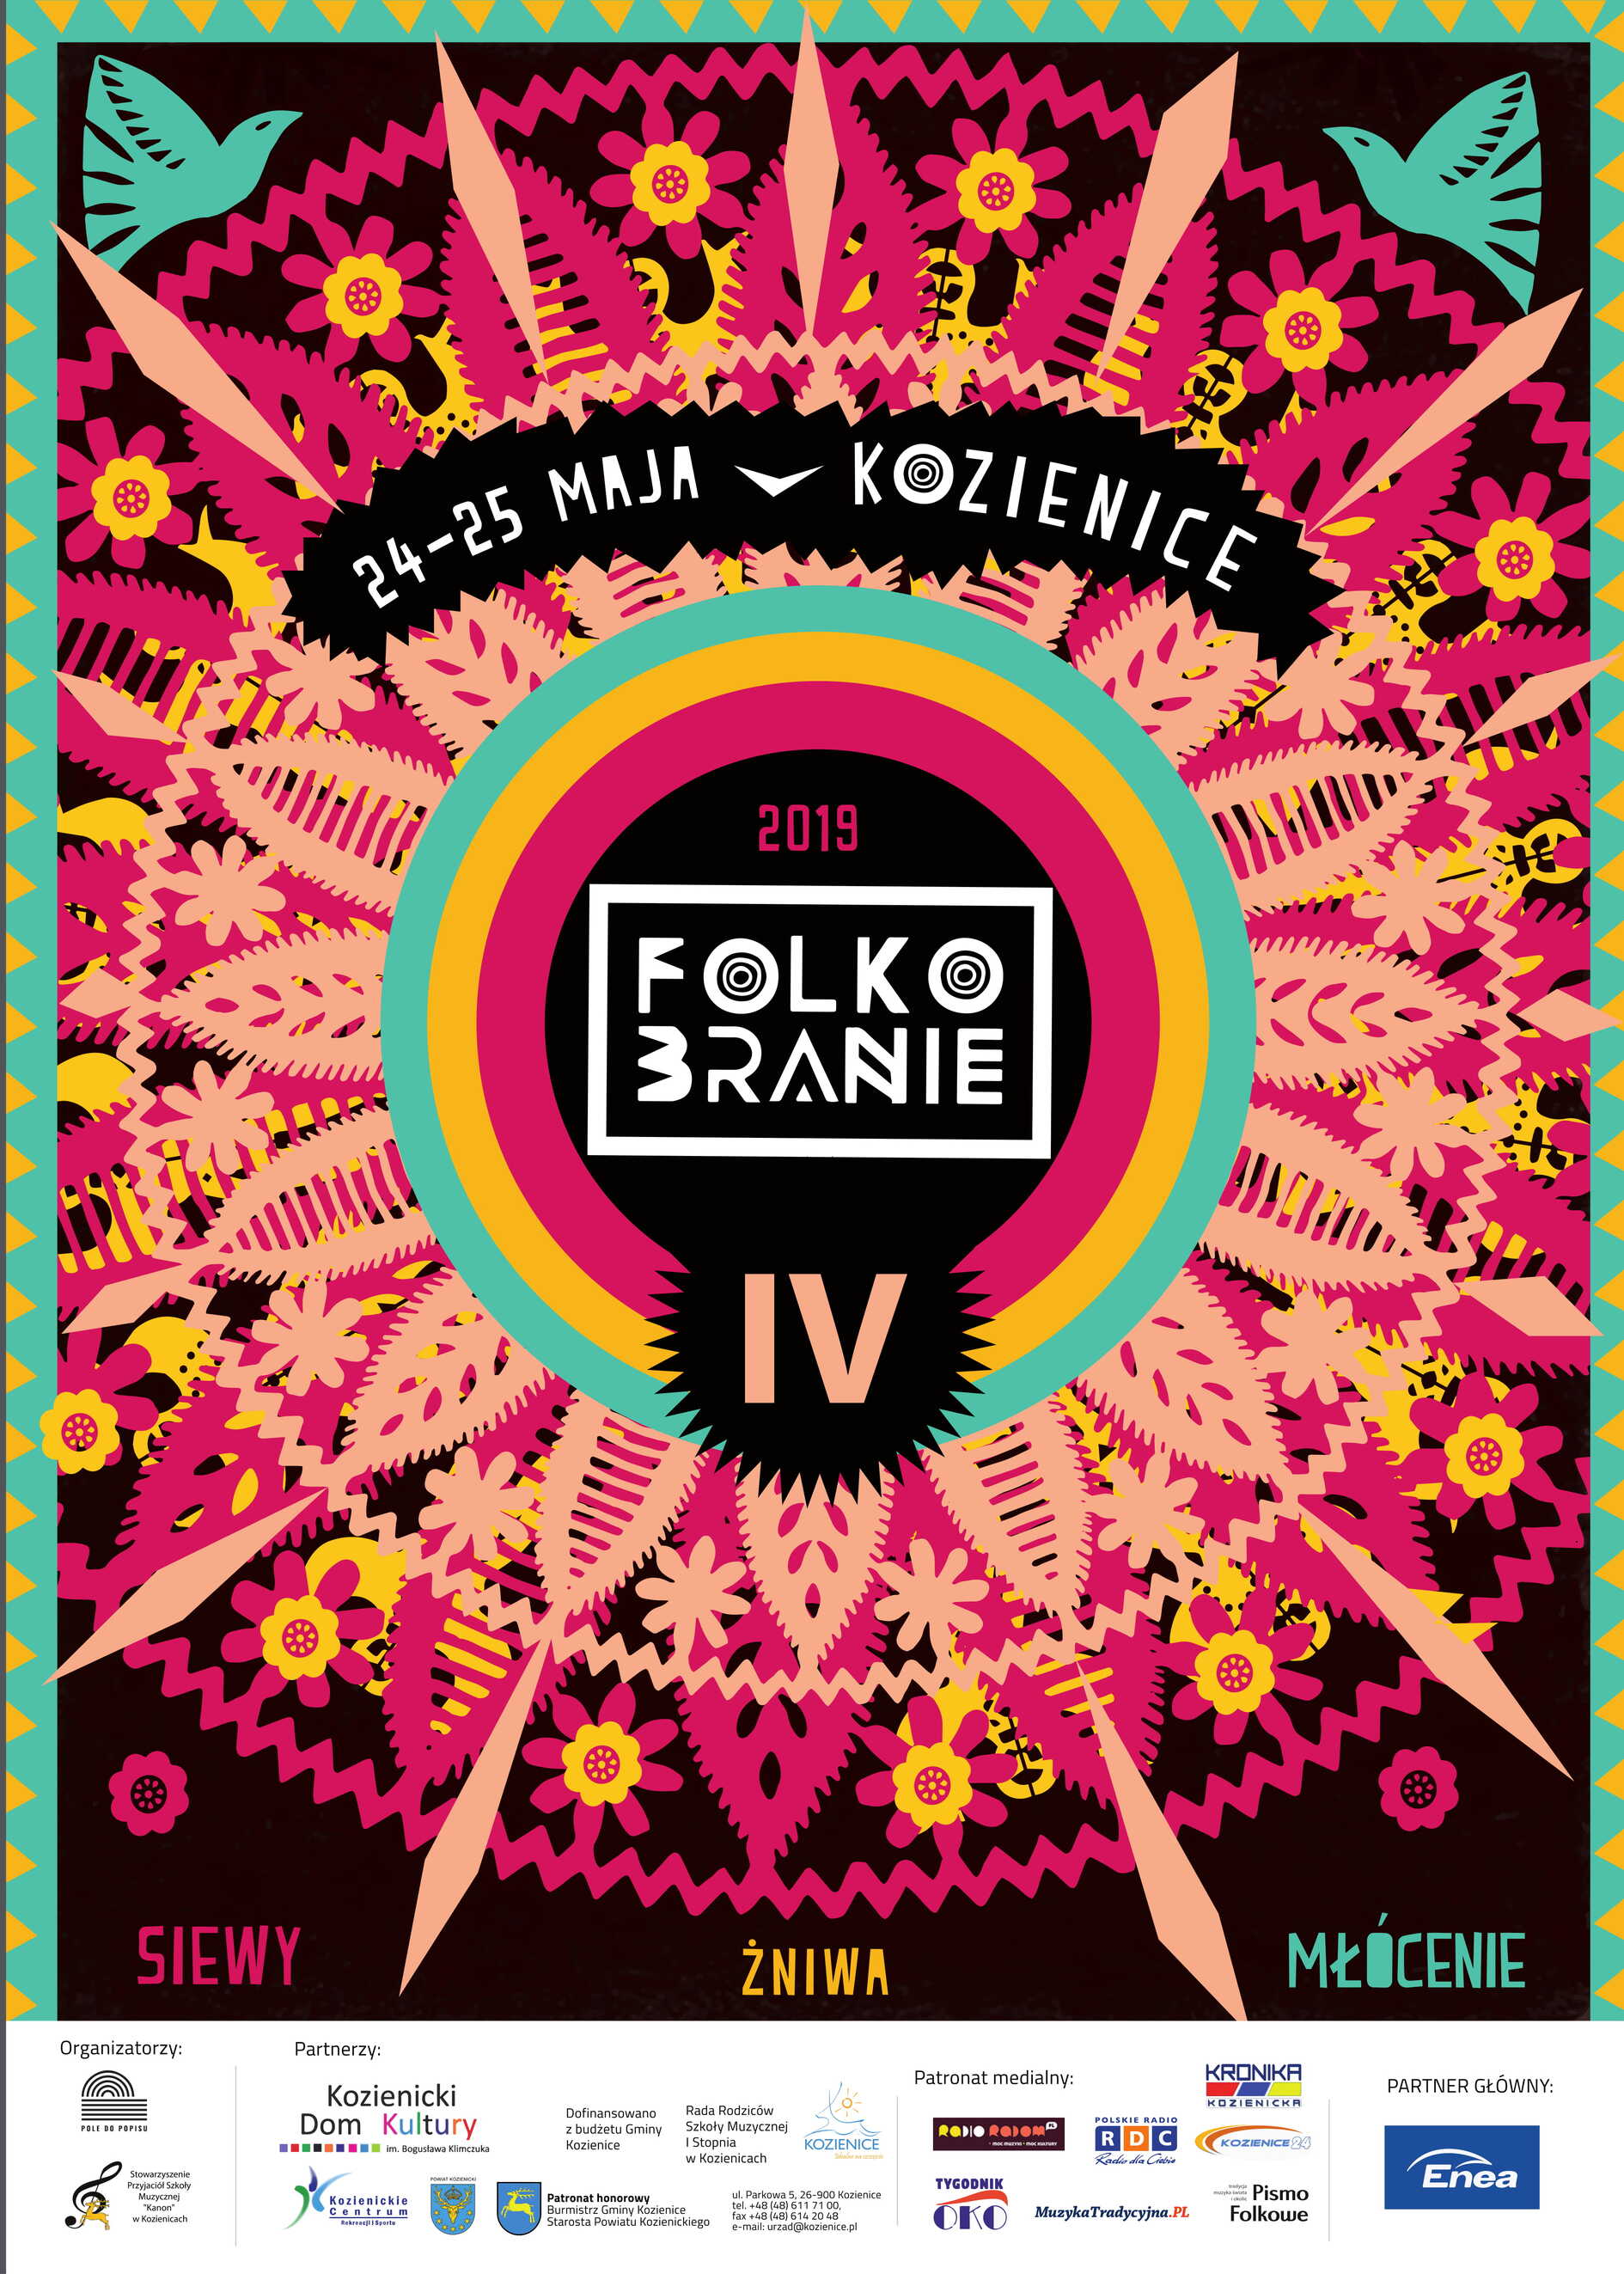 24-25 MAJA KOZIENICE
2019
FOLKO
BRANIE
IV
SIEWY
ŻNIWA
MŁÓCENIE
Organizatorzy:
POLE DO POPISU
Stowarzyszenie
Przyjaciół Szkoły
Muzycznej
"Kanon"
w Kozienicach
Partnerzy:
Kozienicki
Dom Kultury
im. Bogusława Klimczuka
Kozienickie
Centrum
Rekreacji i Sportu
POWIAT KOZIENICKI
Dofinansowano
z budżetu Gminy
Kozienice
Rada Rodziców
Szkoły Muzycznej
I Stopnia
w Kozienicach
KOZIENICE
Patronat honorowy
Burmistrz Gminy Kozienice
Starosta Powiatu Kozienickiego
ul. Parkowa 5, 26-900 Kozienice
tel. +48 (48) 611 71 00,
fax +48 (48) 614 20 48
e-mail: urzad@kozienice.pl
Patronat medialny:
KRONIKA
KOZIENICKA
RADIO RADOM.PL
• MOC MUZYKI • MOC KULTURY
POLSKIE RADIO
RDC
Radio dla Ciebie
KOZIENICE24
TYGODNIK
OKO
MuzykaTradycyjna.PL
Pismo
Folkowe
PARTNER GŁÓWNY:
Enea